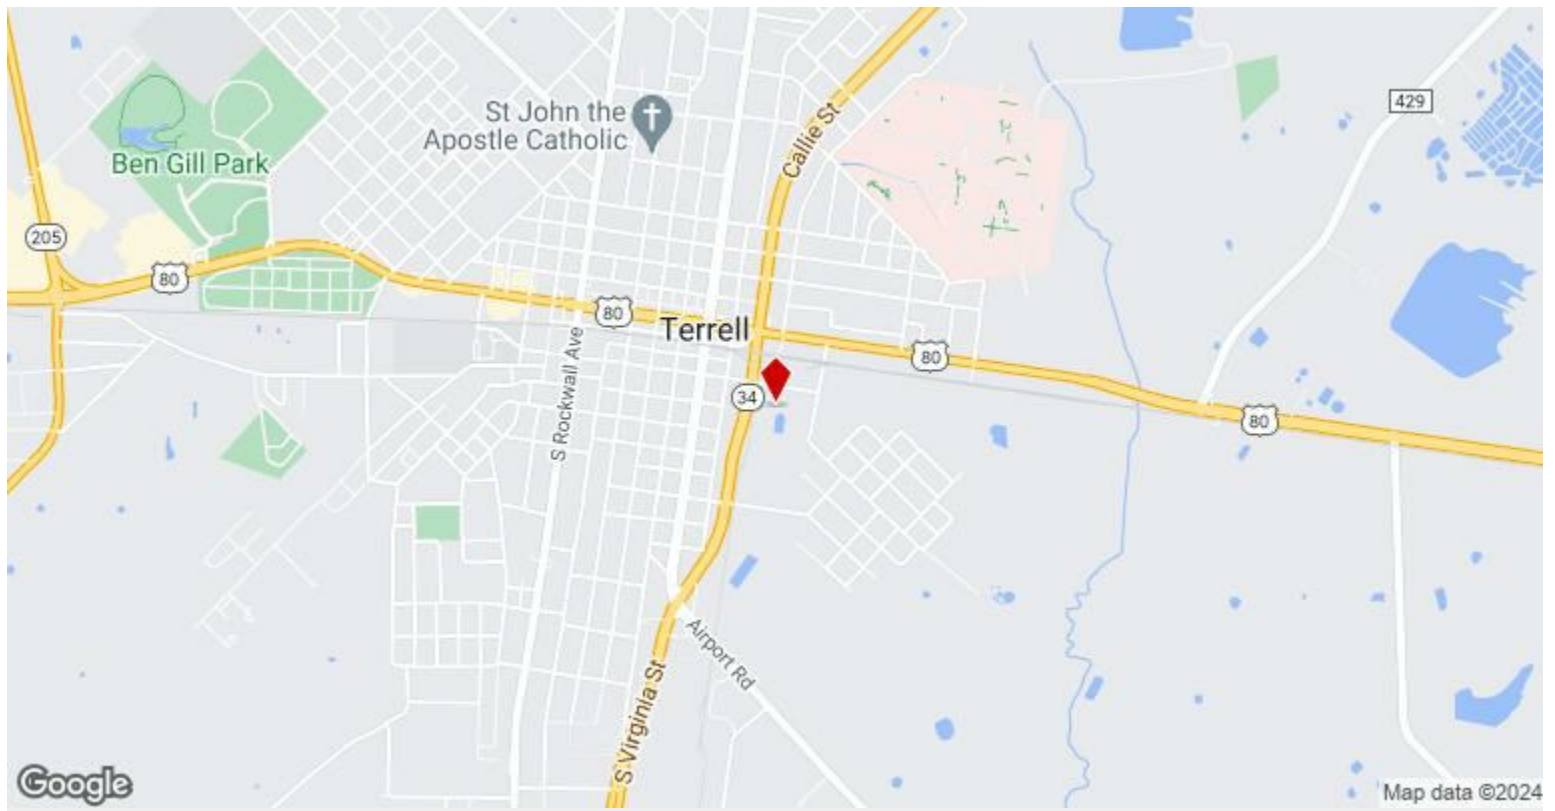 429
St John the
Apostle Catholic
Callie St
Ben Gill Park
205
80
80
Terrell
80
S Rockwall Ave
34
80
Airport Rd
S Virginia St
Google
Map data ©2024